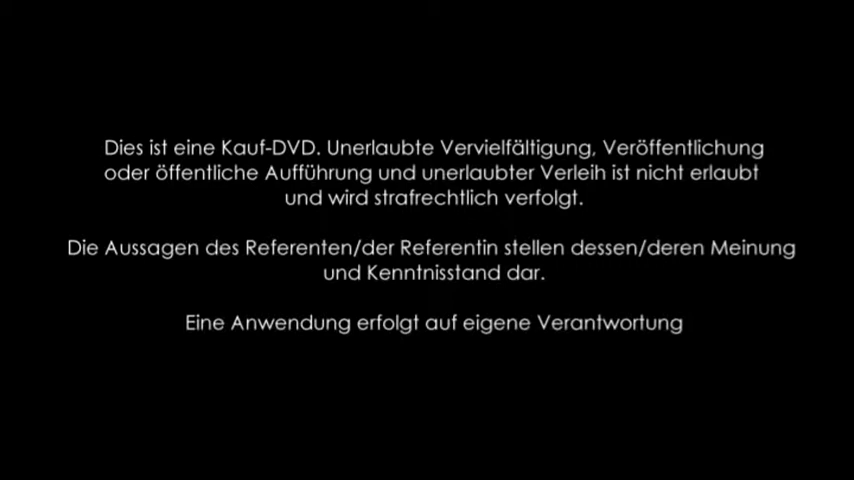 Dies ist eine Kauf-DVD. Unerlaubte Vervielfältigung, Veröffentlichung
oder öffentliche Aufführung und unerlaubter Verleih ist nicht erlaubt
und wird strafrechtlich verfolgt.
Die Aussagen des Referenten/der Referentin stellen dessen/deren Meinung
und Kenntnisstand dar.
Eine Anwendung erfolgt auf eigene Verantwortung